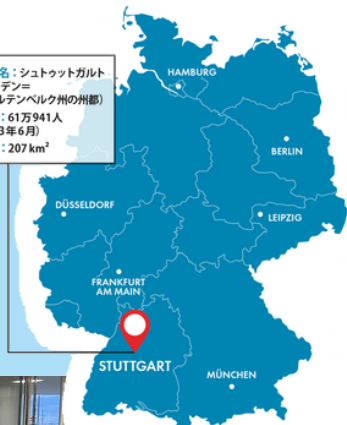 名：シュトゥットガルト
デン＝
ルテンベルク州の州都）
：61万941人
3年6月）
：207 km²
HAMBURG
BERLIN
DÜSSELDORF
LEIPZIG
FRANKFURT
AM MAIN
STUTTGART
MÜNCHEN